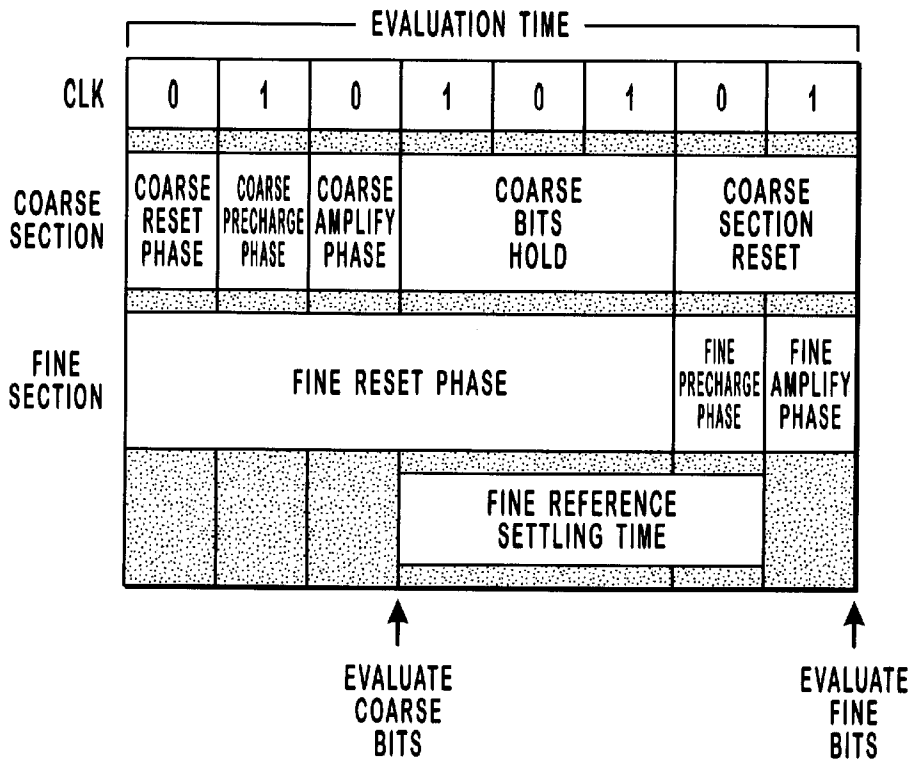 EVALUATION TIME
CLK 0 1 0 1 0 1 0 1
COARSE
SECTION
COARSE
RESET
PHASE
COARSE
PRECHARGE
PHASE
COARSE
AMPLIFY
PHASE
COARSE
BITS
HOLD
COARSE
SECTION
RESET
FINE
SECTION
FINE RESET PHASE
FINE
PRECHARGE
PHASE
FINE
AMPLIFY
PHASE
FINE REFERENCE
SETTLING TIME
EVALUATE
COARSE
BITS
EVALUATE
FINE
BITS